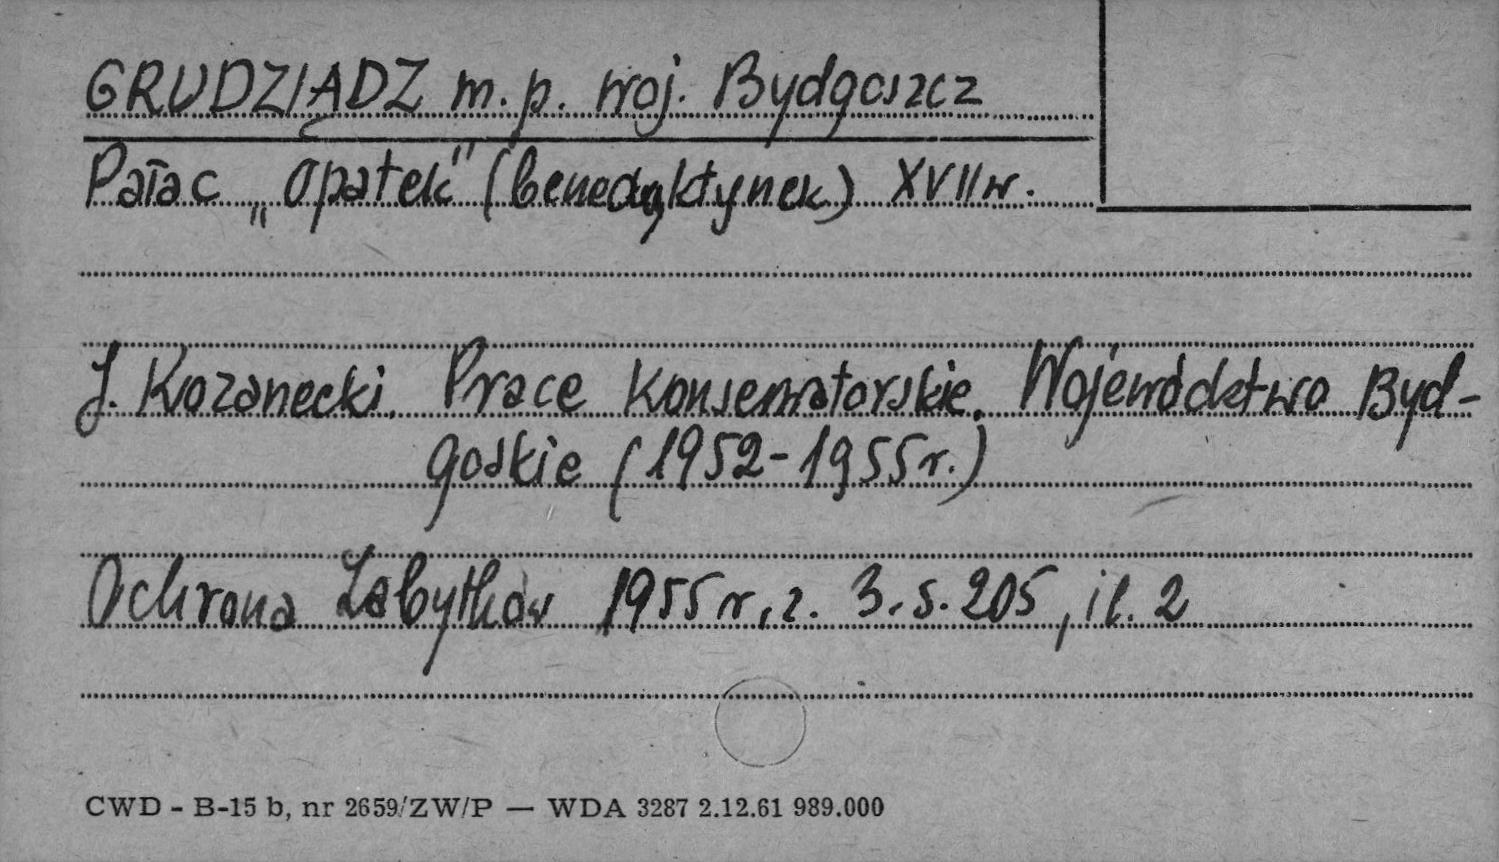 GRUDZIĄDZ m.p. woj. Bydgoszcz
Pałac „Opatek" (benedyktynek) XVII w.
J. Kozanecki. Prace konserwatorskie. Województwo Byd-
goskie (1952-1955 r.)
Ochrona Zabytków 1955 r, z. 3. s. 205, il. 2
CWD - B-15 b, nr 2659/ZW/P — WDA 3287 2.12.61 989.000